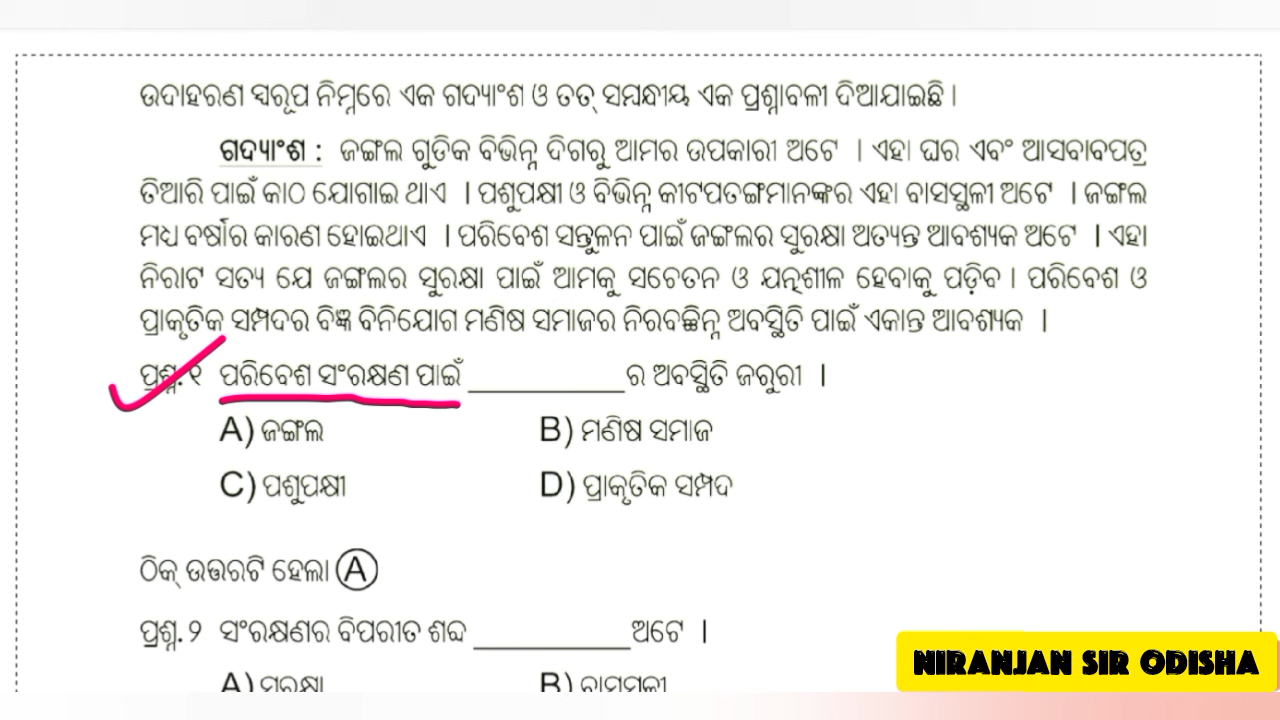 ଉଦାହରଣ ସ୍ୱରୂପ ନିମ୍ନରେ ଏକ ଗଦ୍ୟାଂଶ ଓ ତତ୍ ସମ୍ବନ୍ଧୀୟ ଏକ ପ୍ରଶ୍ନାବଳୀ ଦିଆଯାଇଛି ।
ଗଦ୍ୟାଂଶ : ଜଙ୍ଗଲ ଗୁଡିକ ବିଭିନ୍ନ ଦିଗରୁ ଆମର ଉପକାରୀ ଅଟେ । ଏହା ଘର ଏବଂ ଆସବାବପତ୍ର
ତିଆରି ପାଇଁ କାଠ ଯୋଗାଇ ଥାଏ । ପଶୁପକ୍ଷୀ ଓ ବିଭିନ୍ନ କୀଟପତଙ୍ଗମାନଙ୍କର ଏହା ବାସସ୍ଥଳୀ ଅଟେ । ଜଙ୍ଗଲ
ମଧ୍ୟ ବର୍ଷାର କାରଣ ହୋଇଥାଏ । ପରିବେଶ ସନ୍ତୁଳନ ପାଇଁ ଜଙ୍ଗଲର ସୁରକ୍ଷା ଅତ୍ୟନ୍ତ ଆବଶ୍ୟକ ଅଟେ । ଏହା
ନିରାଟ ସତ୍ୟ ଯେ ଜଙ୍ଗଲର ସୁରକ୍ଷା ପାଇଁ ଆମକୁ ସଚେତନ ଓ ଯତ୍ନଶୀଳ ହେବାକୁ ପଡ଼ିବ । ପରିବେଶ ଓ
ପ୍ରାକୃତିକ ସମ୍ପଦର ବିଜ୍ଞ ବିନିଯୋଗ ମଣିଷ ସମାଜର ନିରବଚ୍ଛିନ୍ନ ଅବସ୍ଥିତି ପାଇଁ ଏକାନ୍ତ ଆବଶ୍ୟକ ।
ପ୍ରଶ୍ନ.୧ ପରିବେଶ ସଂରକ୍ଷଣ ପାଇଁ __________ର ଅବସ୍ଥିତି ଜରୁରୀ ।
A) ଜଙ୍ଗଲ B) ମଣିଷ ସମାଜ
C) ପଶୁପକ୍ଷୀ D) ପ୍ରାକୃତିକ ସମ୍ପଦ
ଠିକ୍ ଉତ୍ତରଟି ହେଲା A
ପ୍ରଶ୍ନ.୨ ସଂରକ୍ଷଣର ବିପରୀତ ଶବ୍ଦ __________ଅଟେ ।
A) ସୁରକ୍ଷା B)
NIRANJAN SIR ODISHA